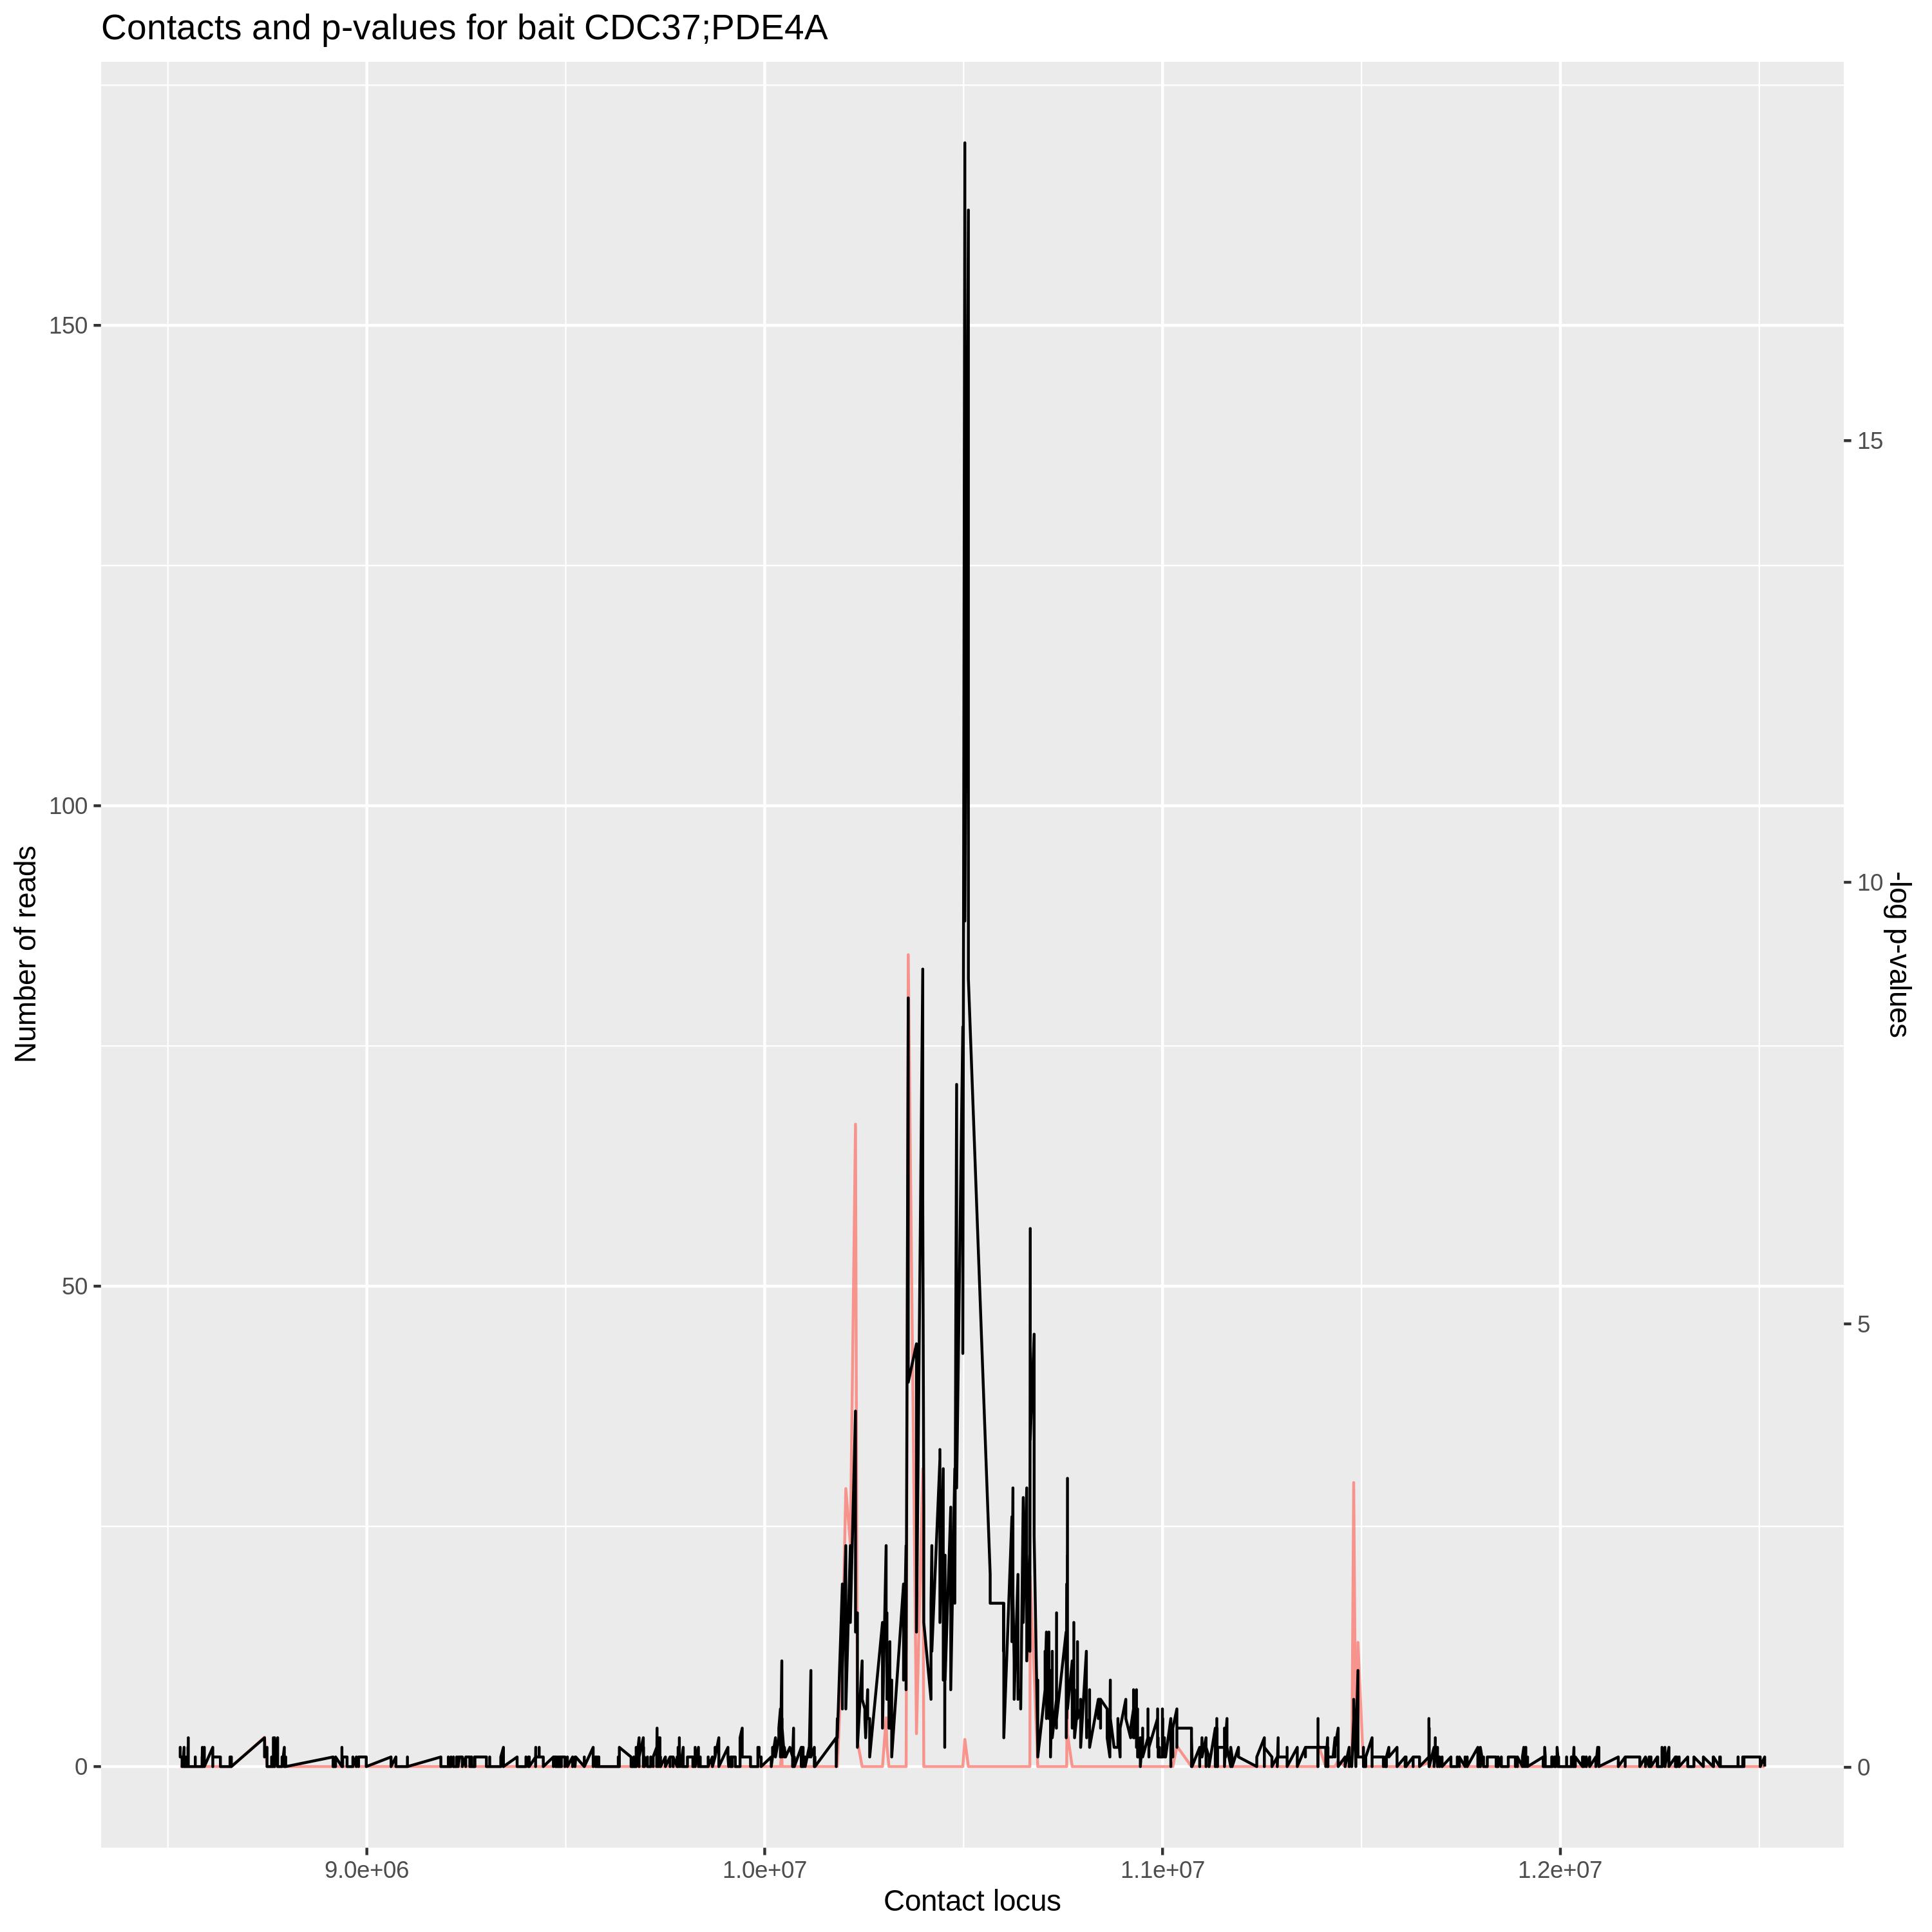 Contacts and p-values for bait CDC37;PDE4A
Number of reads
150
100
50
0
15
10
5
0
-log p-values
9.0e+06
1.0e+07
1.1e+07
1.2e+07
Contact locus